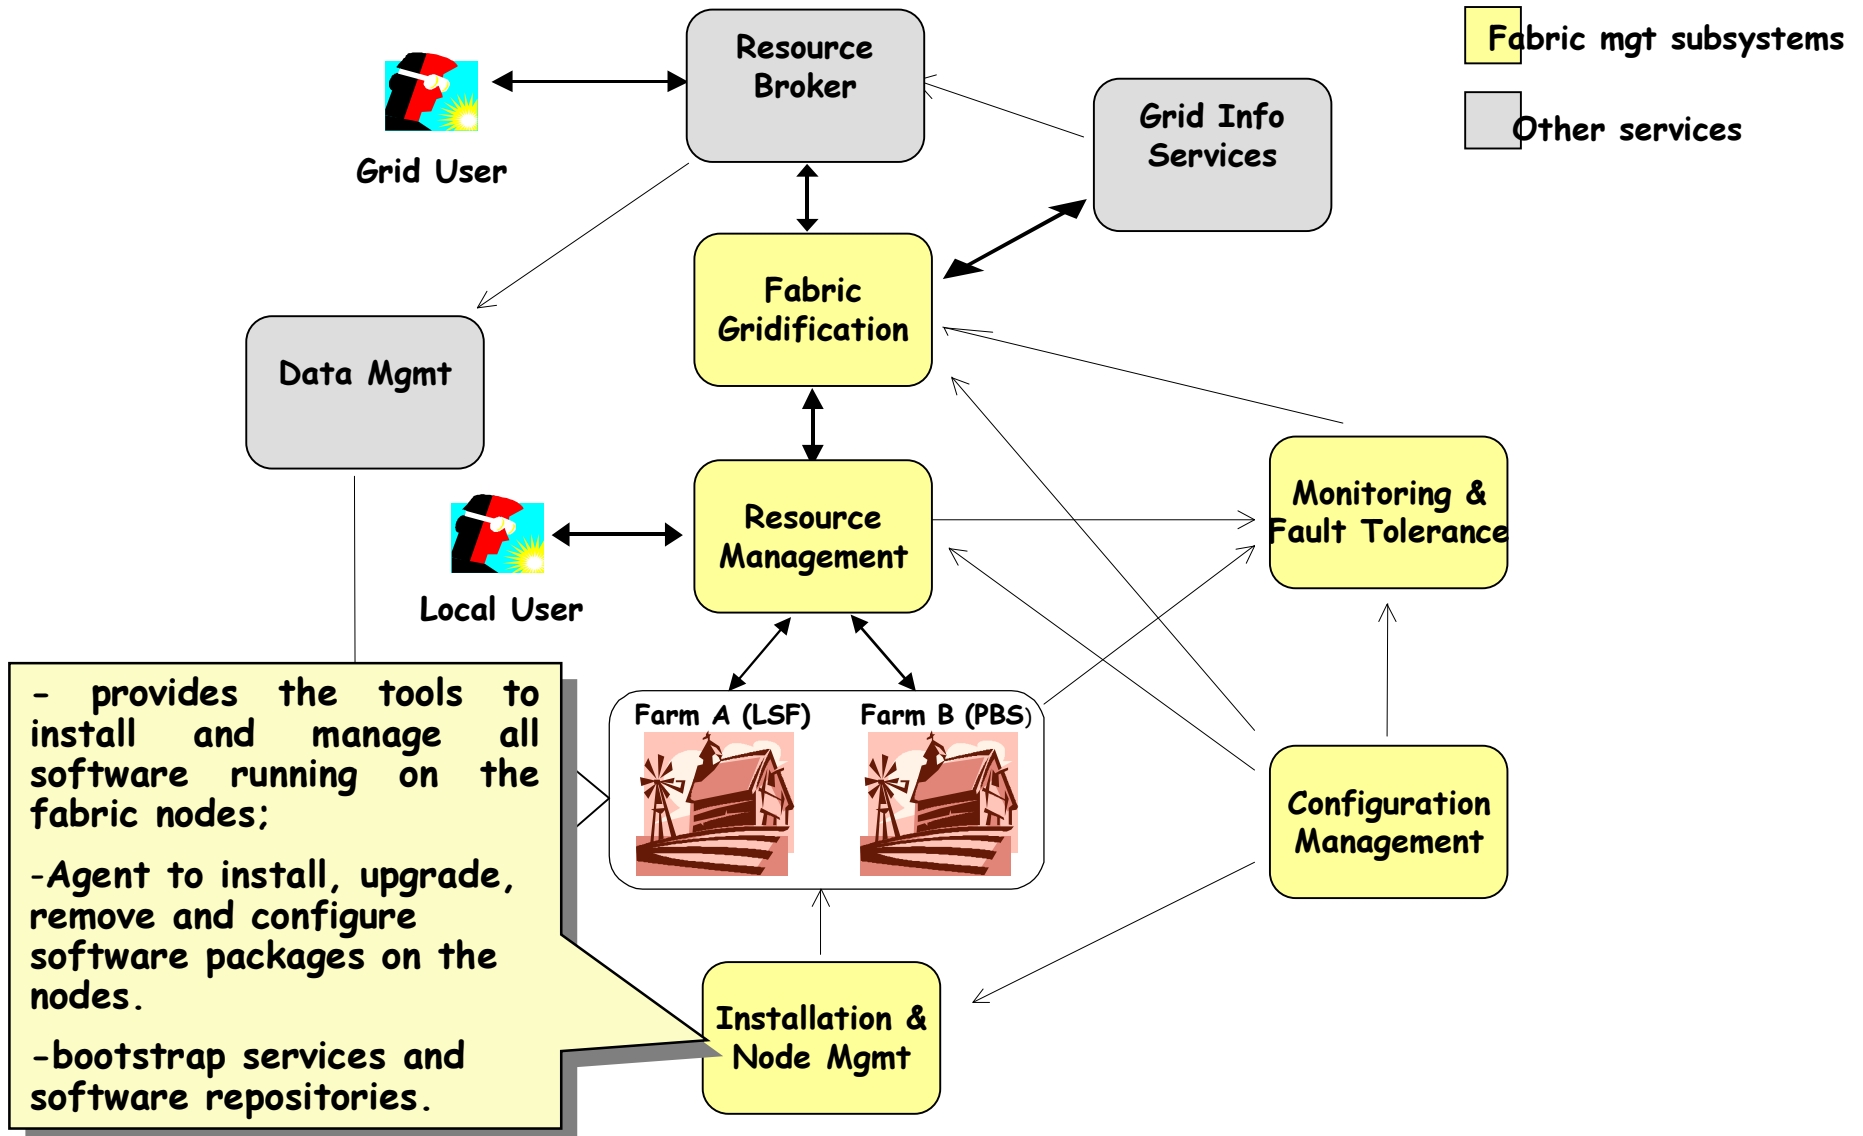 Resource
Broker
Fabric mgt subsystems
Grid Info
Services
Other services
Grid User
Fabric
Gridification
Data Mgmt
Resource
Management
Monitoring &
Fault Tolerance
Local User
- provides the tools to
install and manage all
software running on the
fabric nodes;
-Agent to install, upgrade,
remove and configure
software packages on the
nodes.
-bootstrap services and
software repositories.
Farm A (LSF)
Farm B (PBS)
Configuration
Management
Installation &
Node Mgmt